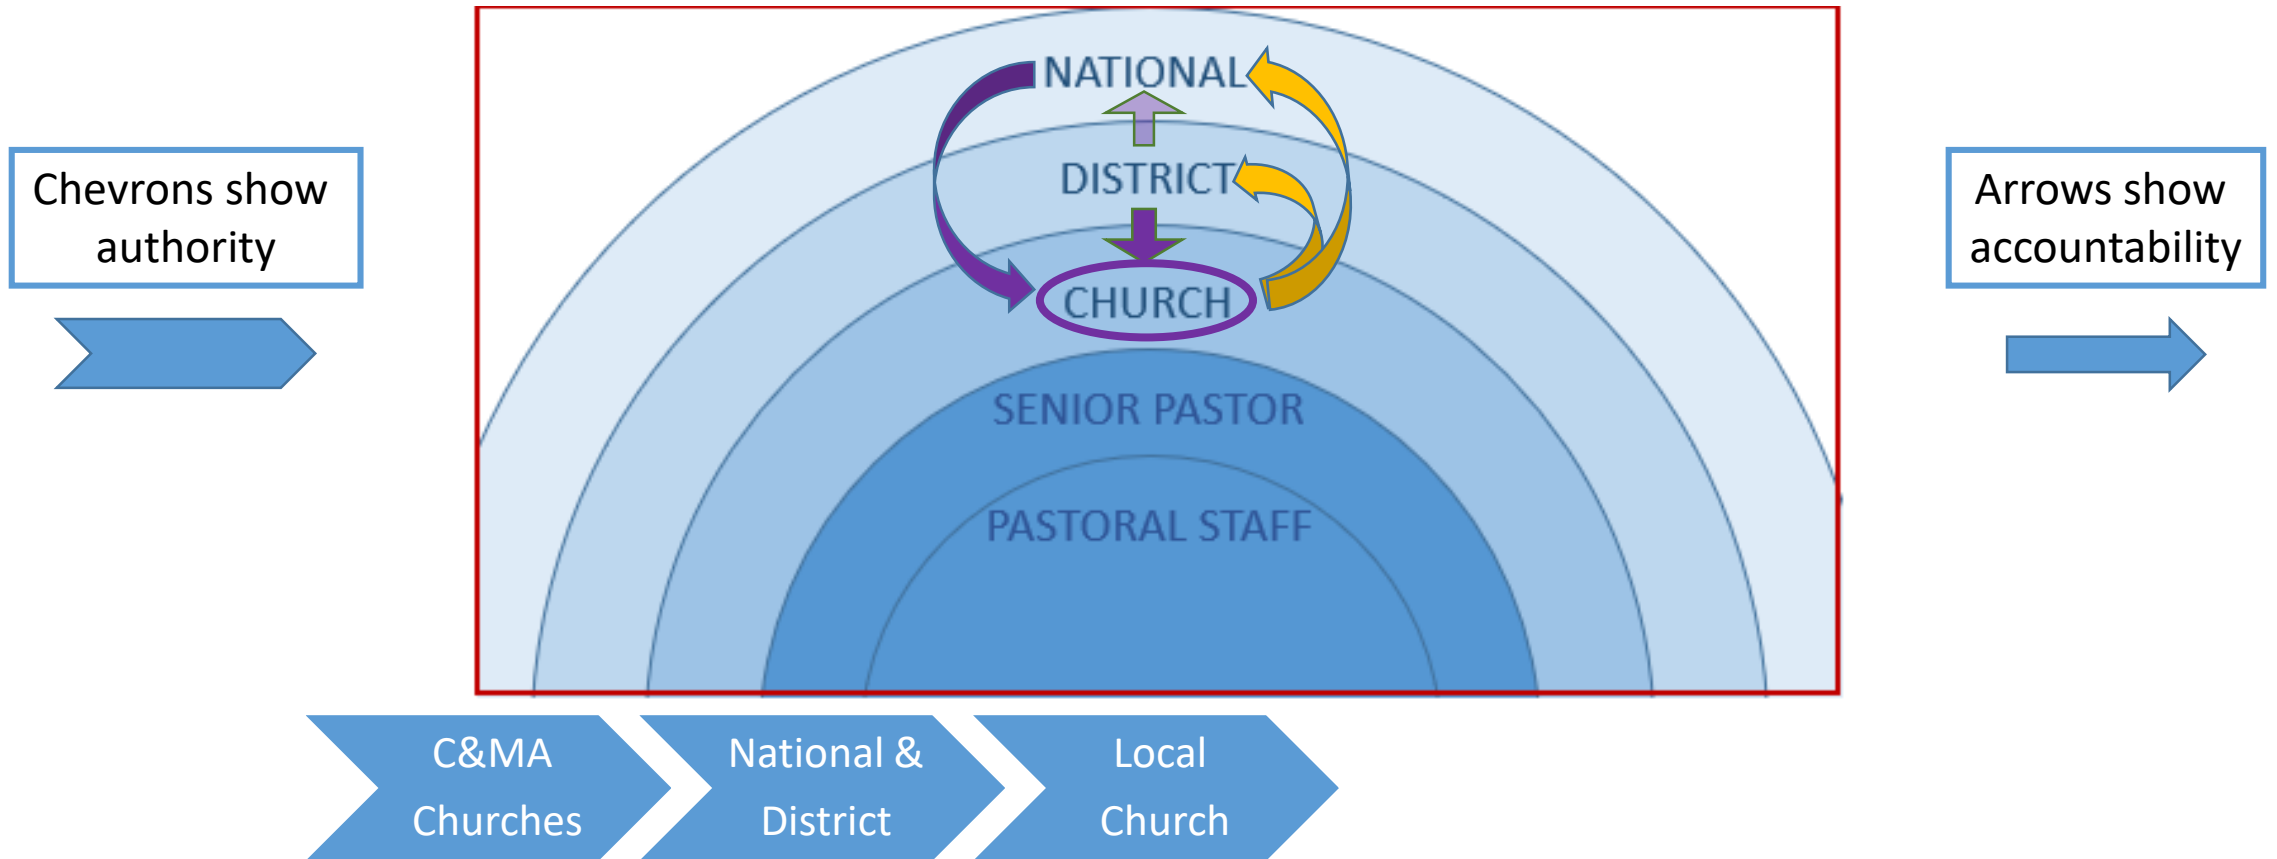 Chevrons show
authority
NATIONAL
DISTRICT
CHURCH
SENIOR PASTOR
PASTORAL STAFF
Arrows show
accountability
C&MA
Churches
National &
District
Local
Church